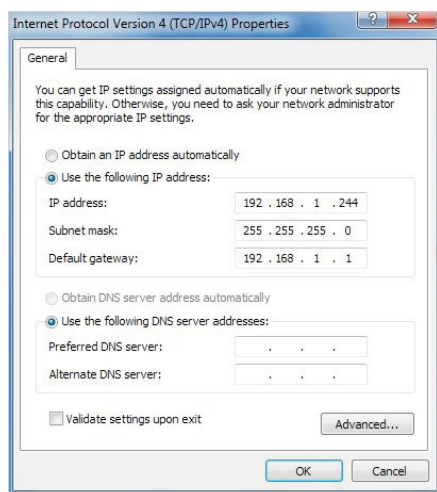 Internet Protocol Version 4 (TCP/IPv4) Properties
General
You can get IP settings assigned automatically if your network supports
this capability. Otherwise, you need to ask your network administrator
for the appropriate IP settings.
Obtain an IP address automatically
Use the following IP address:
IP address: 192 . 168 . 1 . 244
Subnet mask: 255 . 255 . 255 . 0
Default gateway: 192 . 168 . 1 . 1
Obtain DNS server address automatically
Use the following DNS server addresses:
Preferred DNS server: . . .
Alternate DNS server: . . .
Validate settings upon exit
Advanced...
OK Cancel